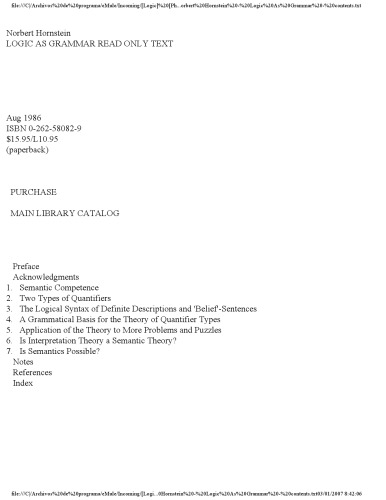 file:///C|/Archivos%20de%20programa/eMule/Incoming/[Logic]%20[Ph...orbert%20Hornstein%20-%20Logic%20As%20Grammar%20-%20contents.txt
Norbert Hornstein
LOGIC AS GRAMMAR READ ONLY TEXT
Aug 1986
ISBN 0-262-58082-9
$15.95/L10.95
(paperback)
PURCHASE
MAIN LIBRARY CATALOG
Preface
Acknowledgments
1. Semantic Competence
2. Two Types of Quantifiers
3. The Logical Syntax of Definite Descriptions and 'Belief'-Sentences
4. A Grammatical Basis for the Theory of Quantifier Types
5. Application of the Theory to More Problems and Puzzles
6. Is Interpretation Theory a Semantic Theory?
7. Is Semantics Possible?
Notes
References
Index
file:///C|/Archivos%20de%20programa/eMule/Incoming/[Logi...0Hornstein%20-%20Logic%20As%20Grammar%20-%20contents.txt03/01/2007 8:42:06